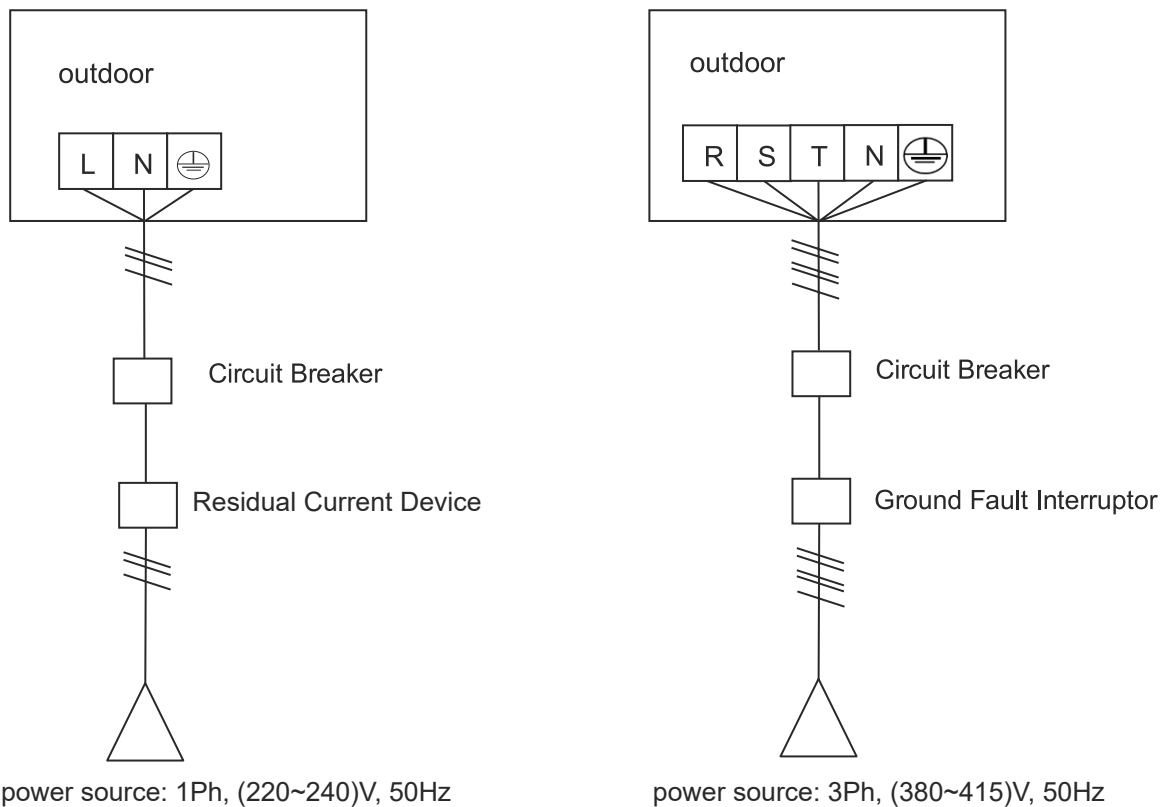 outdoor
L N
Circuit Breaker
Residual Current Device
power source: 1Ph, (220~240)V, 50Hz
outdoor
R S T N
Circuit Breaker
Ground Fault Interruptor
power source: 3Ph, (380~415)V, 50Hz